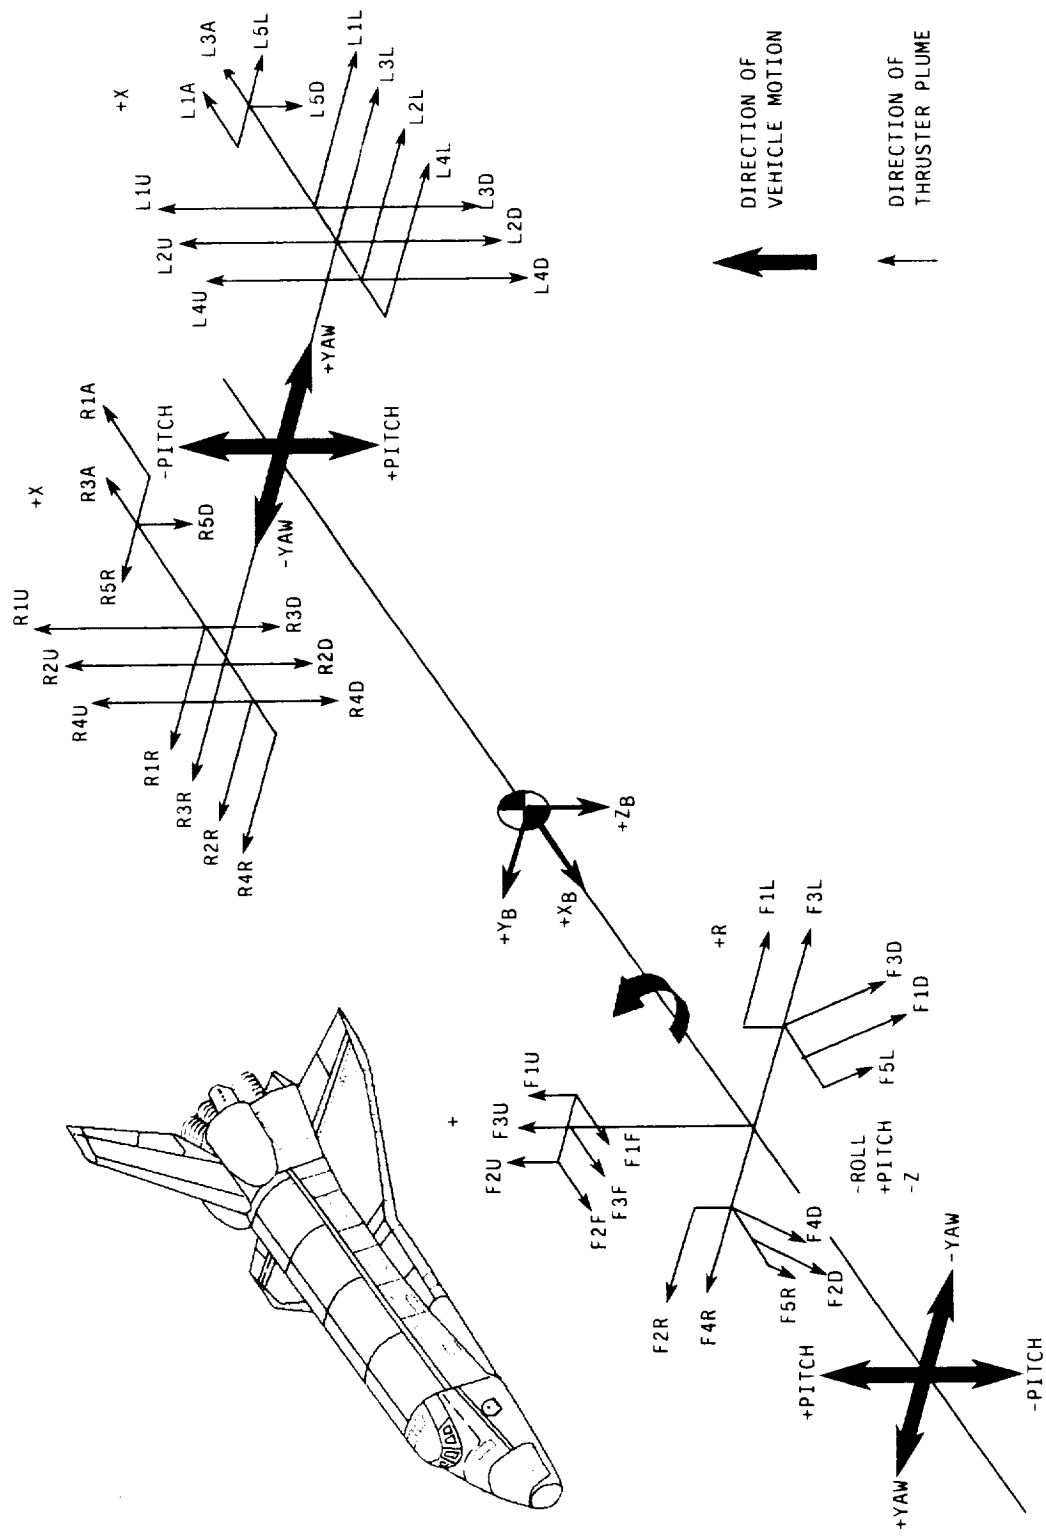 +X
L3A
L5L
L1A
L5D
L1L
L3L
L2L
L4L
L1U
L2U
L4U
L3D
L2D
L4D
+X
R1A
R3A
R5D
R5R
-PITCH
+PITCH
+YAW
-YAW
R1U
R2U
R4U
R3D
R2D
R4D
R1R
R3R
R2R
R4R
DIRECTION OF
VEHICLE MOTION
DIRECTION OF
THRUSTER PLUME
+YB
+XB
+ZB
+
+R
F1L
F3L
F3D
F1D
F5L
F1U
F3U
F2U
F1F
F3F
F2F
-ROLL
+PITCH
-Z
F2R
F4R
F5R
F2D
F4D
+PITCH
-YAW
+YAW
-PITCH